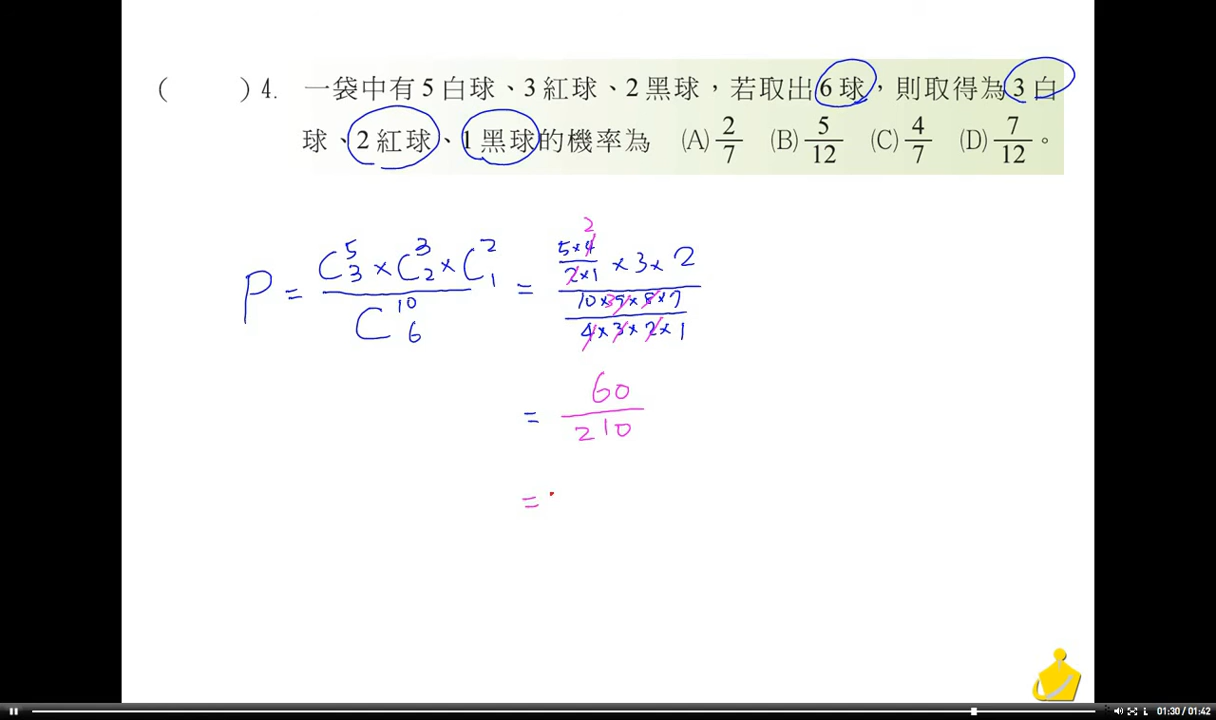 ( )4. 一袋中有 5 白球、3 紅球、2 黑球，若取出 6 球，則取得為 3 白
球、2 紅球、1 黑球的機率為 (A) 2/7 (B) 5/12 (C) 4/7 (D) 7/12 。
P = (C^5_3 × C^3_2 × C^2_1) / C^10_6 = ((5×4)/(2×1) × 3 × 2) / ((10×9×8×7)/(4×3×2×1))
2
3
= 60/210
=
01:30 / 01:42